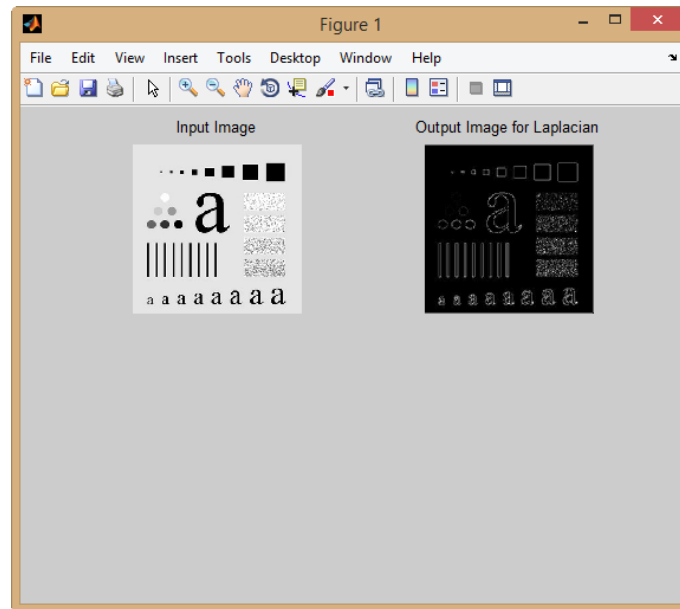 Figure 1
File Edit View Insert Tools Desktop Window Help
Input Image Output Image for Laplacian
a a
a a a a a a a a a a a a a a a a